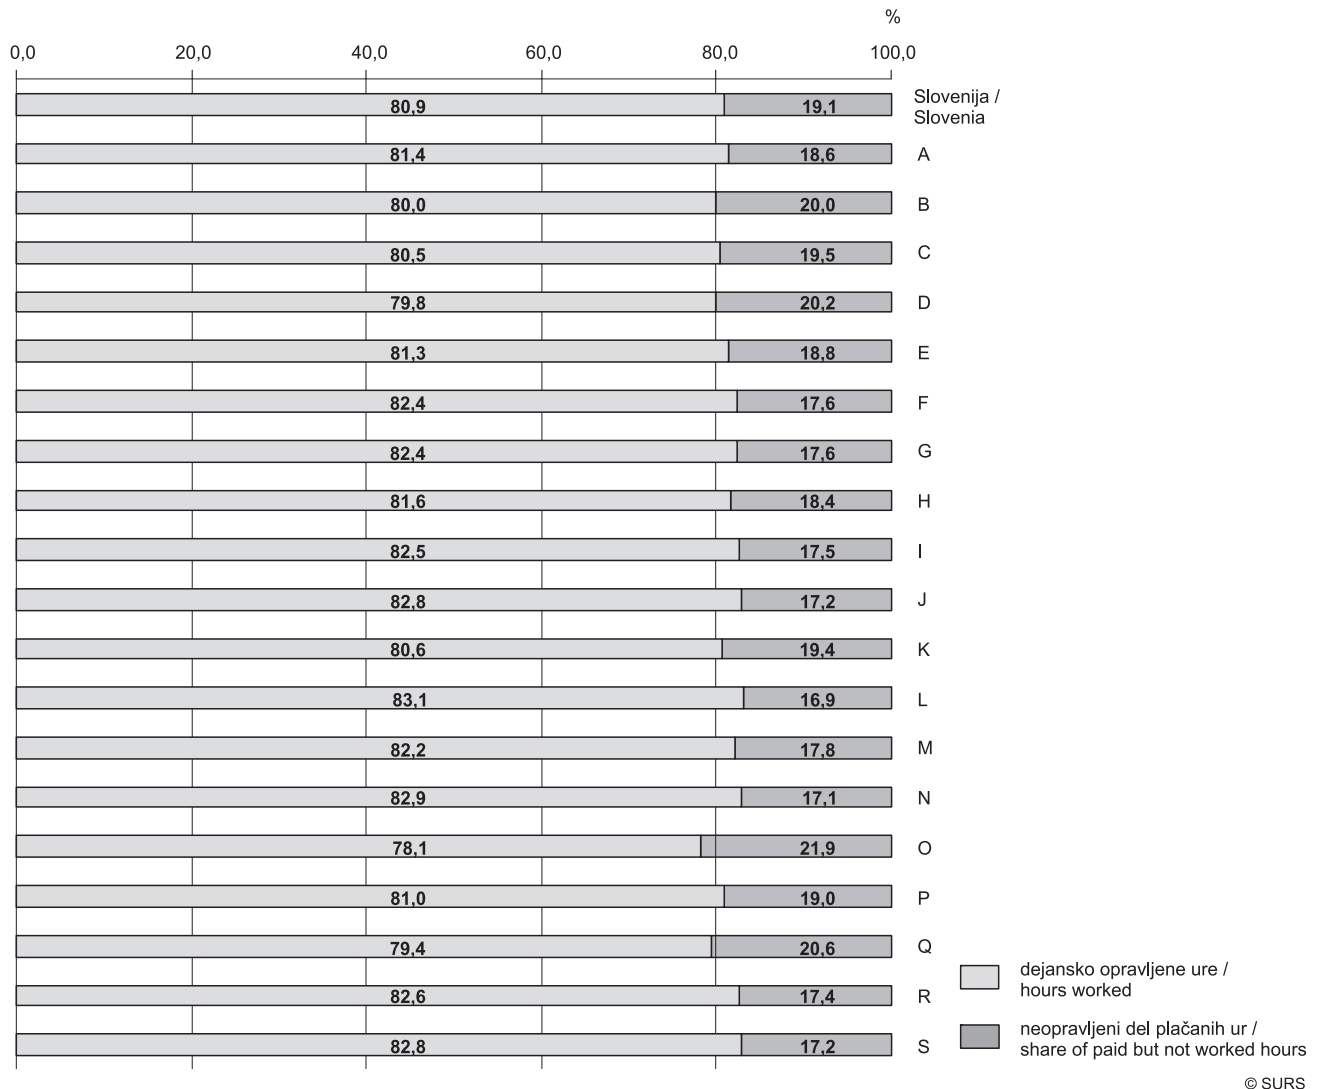 %
0,0 20,0 40,0 60,0 80,0 100,0
80,9 19,1 Slovenija /
Slovenia
81,4 18,6 A
80,0 20,0 B
80,5 19,5 C
79,8 20,2 D
81,3 18,8 E
82,4 17,6 F
82,4 17,6 G
81,6 18,4 H
82,5 17,5 I
82,8 17,2 J
80,6 19,4 K
83,1 16,9 L
82,2 17,8 M
82,9 17,1 N
78,1 21,9 O
81,0 19,0 P
79,4 20,6 Q
82,6 17,4 R
82,8 17,2 S
dejansko opravljene ure /
hours worked
neopravljeni del plačanih ur /
share of paid but not worked hours
© SURS